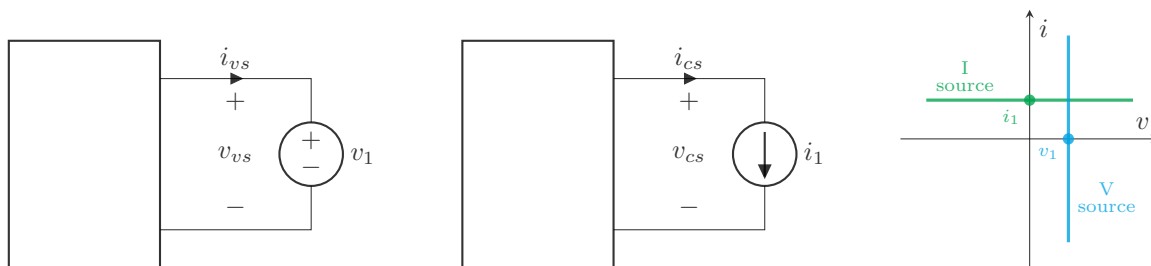 i_vs
+
v_vs
−
+
−
v_1
i_cs
+
v_cs
−
i_1
i
I
source
i_1
v
v_1
V
source